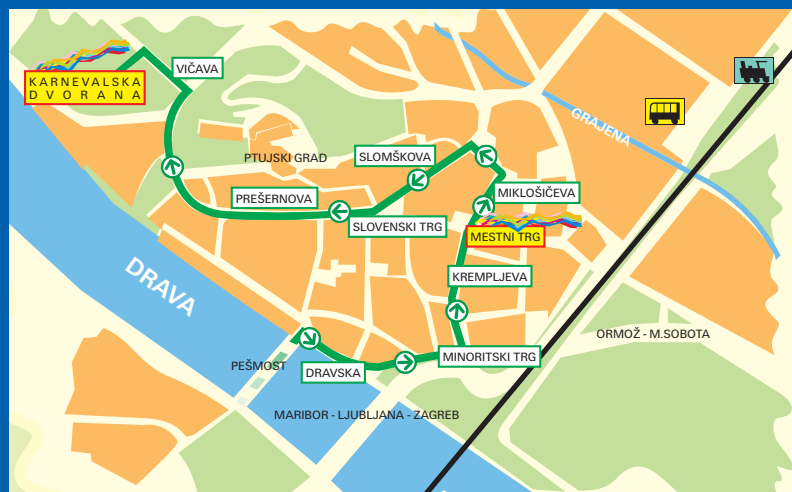 VIČAVA
KARNEVALSKA
DVORANA
GRAJENA
PTUJSKI GRAD
SLOMŠKOVA
MIKLOŠIČEVA
PREŠERNOVA
SLOVENSKI TRG
MESTNI TRG
DRAVA
KREMPLJEVA
ORMOŽ - M.SOBOTA
MINORITSKI TRG
PEŠMOST
DRAVSKA
MARIBOR - LJUBLJANA - ZAGREB